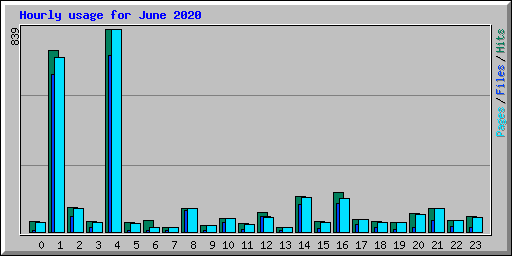 Hourly usage for June 2020
839
Pages/Files/Hits
0 1 2 3 4 5 6 7 8 9 10 11 12 13 14 15 16 17 18 19 20 21 22 23